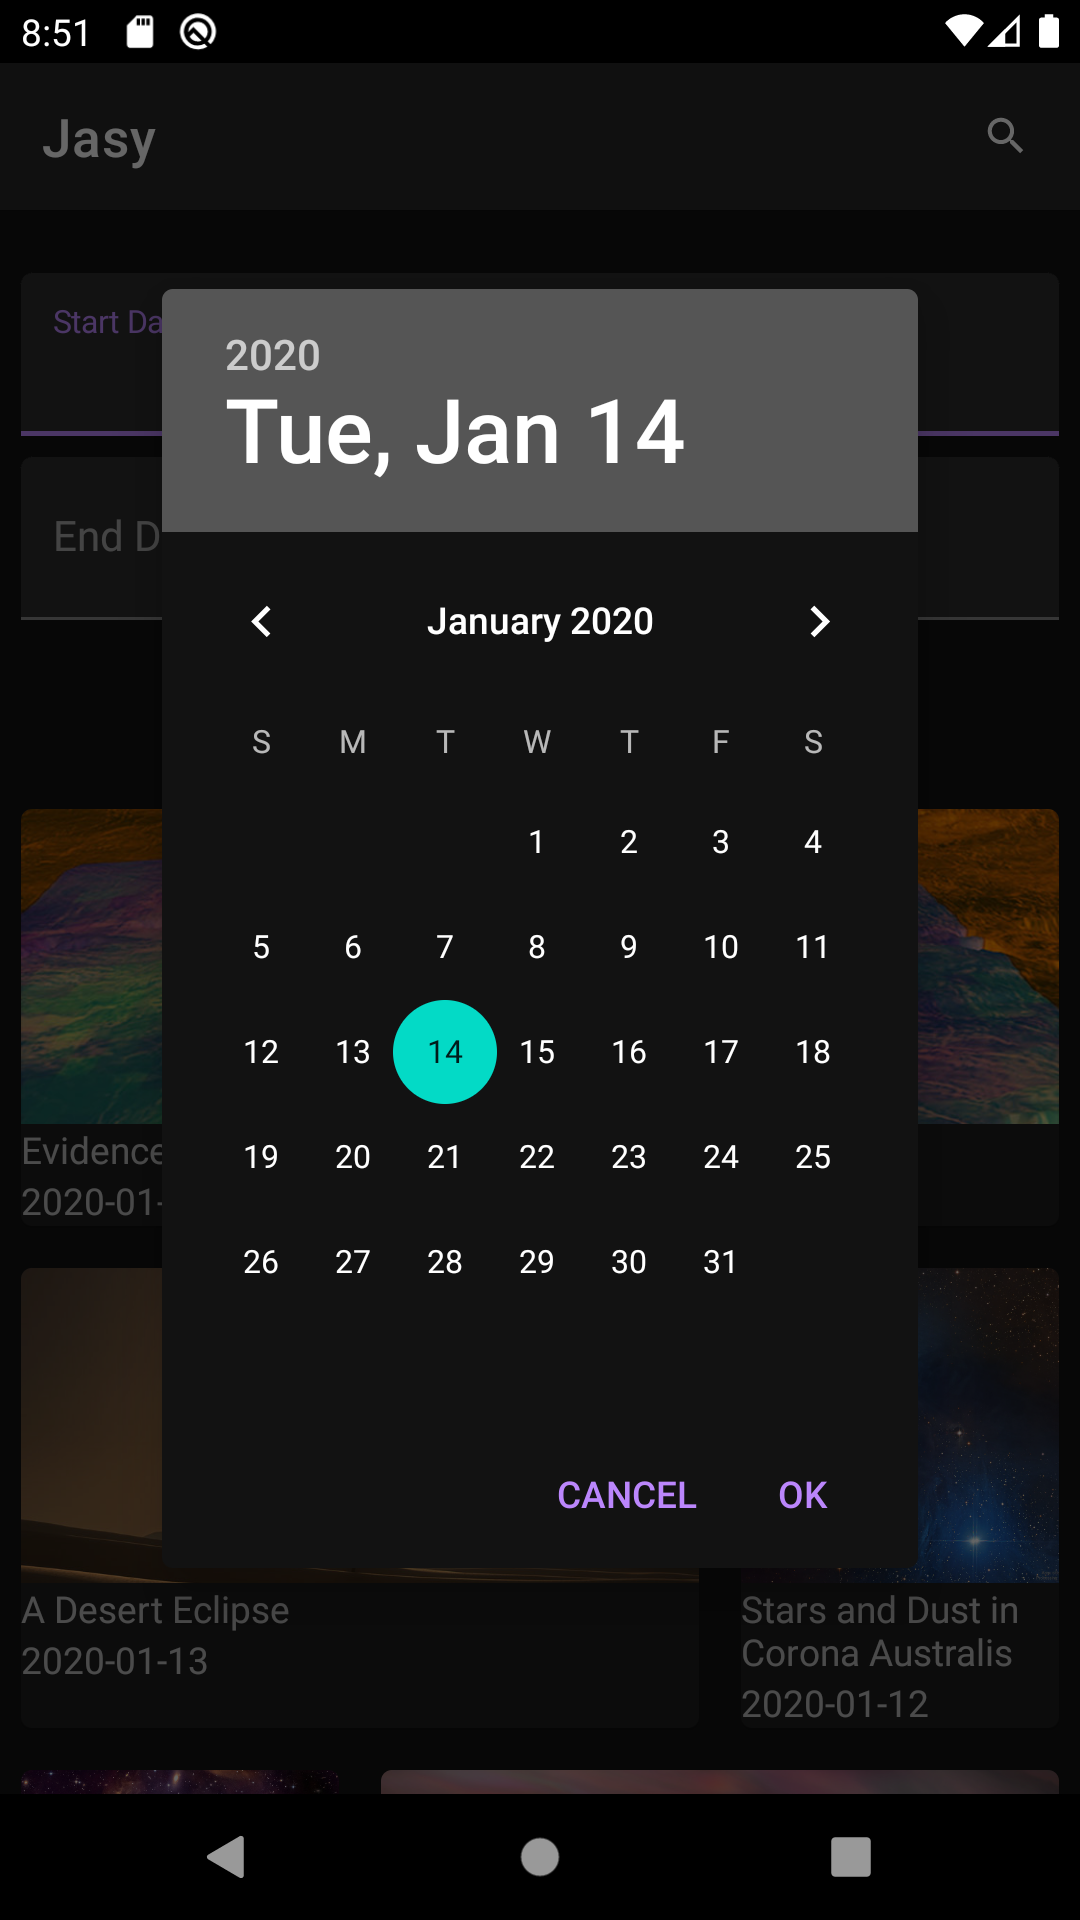 8:51
Jasy
Start Da
2020
Tue, Jan 14
End D
January 2020
S M T W T F S
1 2 3 4
5 6 7 8 9 10 11
12 13 14 15 16 17 18
19 20 21 22 23 24 25
26 27 28 29 30 31
Evidence
2020-01-
CANCEL OK
A Desert Eclipse
2020-01-13
Stars and Dust in
Corona Australis
2020-01-12